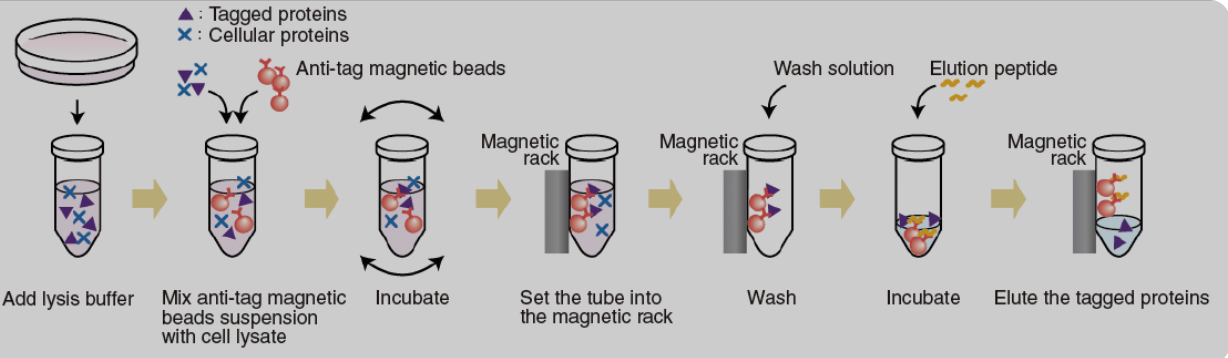 : Tagged proteins
: Cellular proteins
Anti-tag magnetic beads
Wash solution
Elution peptide
Magnetic
rack
Magnetic
rack
Magnetic
rack
Add lysis buffer
Mix anti-tag magnetic
beads suspension
with cell lysate
Incubate
Set the tube into
the magnetic rack
Wash
Incubate
Elute the tagged proteins